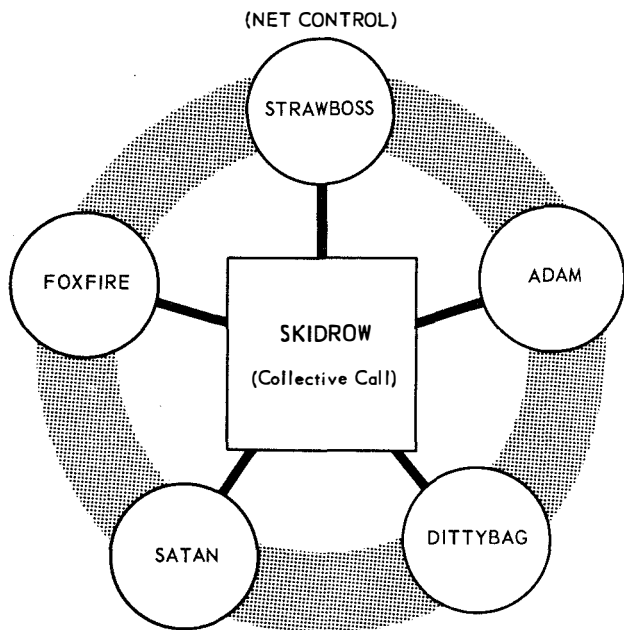 (NET CONTROL)
STRAWBOSS
FOXFIRE
ADAM
SKIDROW
(Collective Call)
SATAN
DITTYBAG